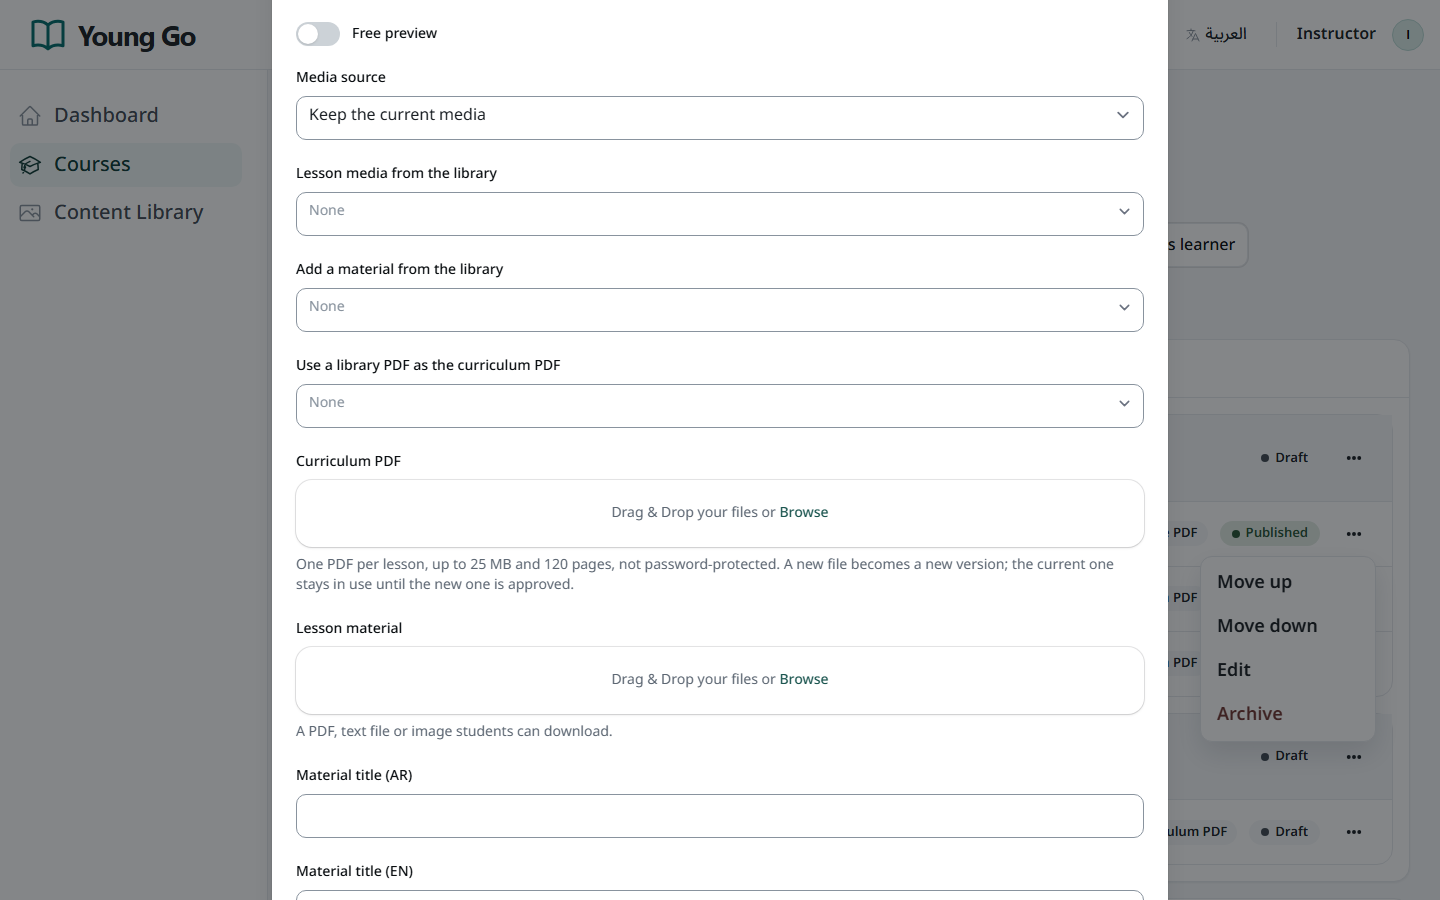 Young Go
العربية
Instructor
I
Dashboard
Courses
Content Library
Free preview
Media source
Keep the current media
Lesson media from the library
None
Add a material from the library
None
Use a library PDF as the curriculum PDF
None
Curriculum PDF
Drag & Drop your files or Browse
One PDF per lesson, up to 25 MB and 120 pages, not password-protected. A new file becomes a new version; the current one
stays in use until the new one is approved.
Lesson material
Drag & Drop your files or Browse
A PDF, text file or image students can download.
Material title (AR)
Material title (EN)
learner
Draft
PDF
Published
PDF
PDF
Move up
Move down
Edit
Archive
Draft
PDF
Draft